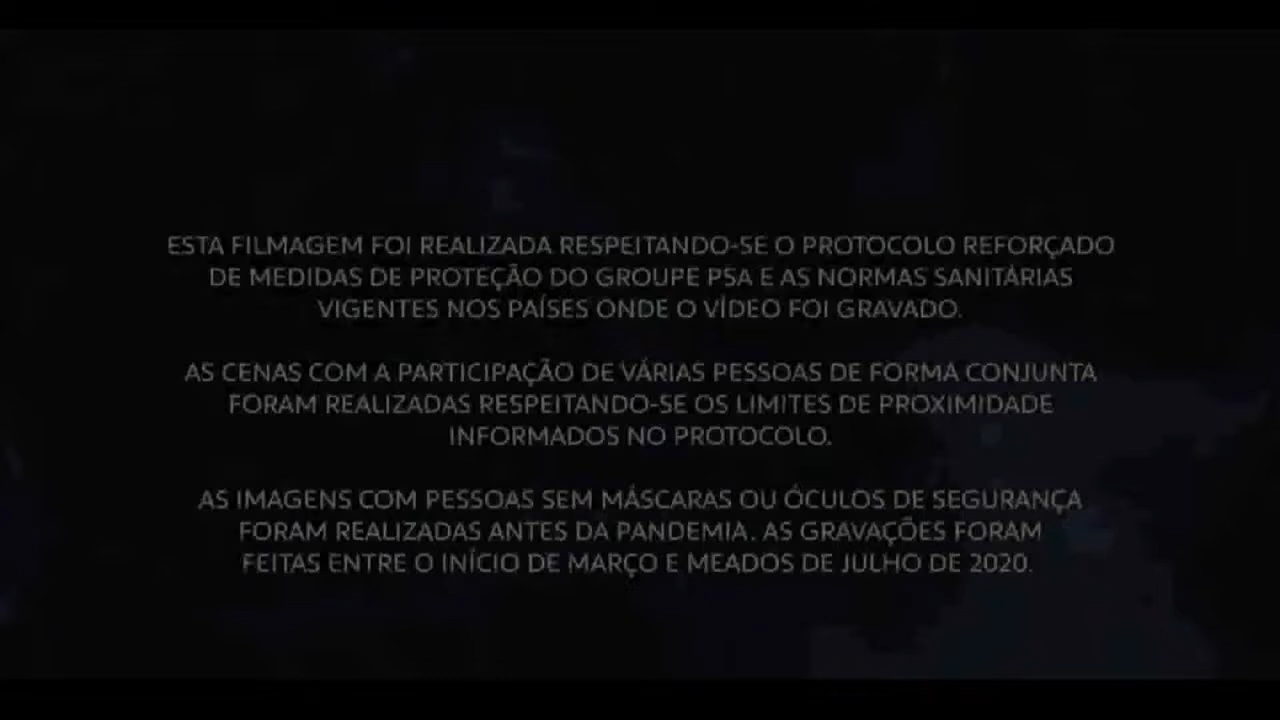 ESTA FILMAGEM FOI REALIZADA RESPEITANDO-SE O PROTOCOLO REFORÇADO
DE MEDIDAS DE PROTEÇÃO DO GROUPE PSA E AS NORMAS SANITÁRIAS
VIGENTES NOS PAÍSES ONDE O VÍDEO FOI GRAVADO.
AS CENAS COM A PARTICIPAÇÃO DE VÁRIAS PESSOAS DE FORMA CONJUNTA
FORAM REALIZADAS RESPEITANDO-SE OS LIMITES DE PROXIMIDADE
INFORMADOS NO PROTOCOLO.
AS IMAGENS COM PESSOAS SEM MÁSCARAS OU ÓCULOS DE SEGURANÇA
FORAM REALIZADAS ANTES DA PANDEMIA. AS GRAVAÇÕES FORAM
FEITAS ENTRE O INÍCIO DE MARÇO E MEADOS DE JULHO DE 2020.